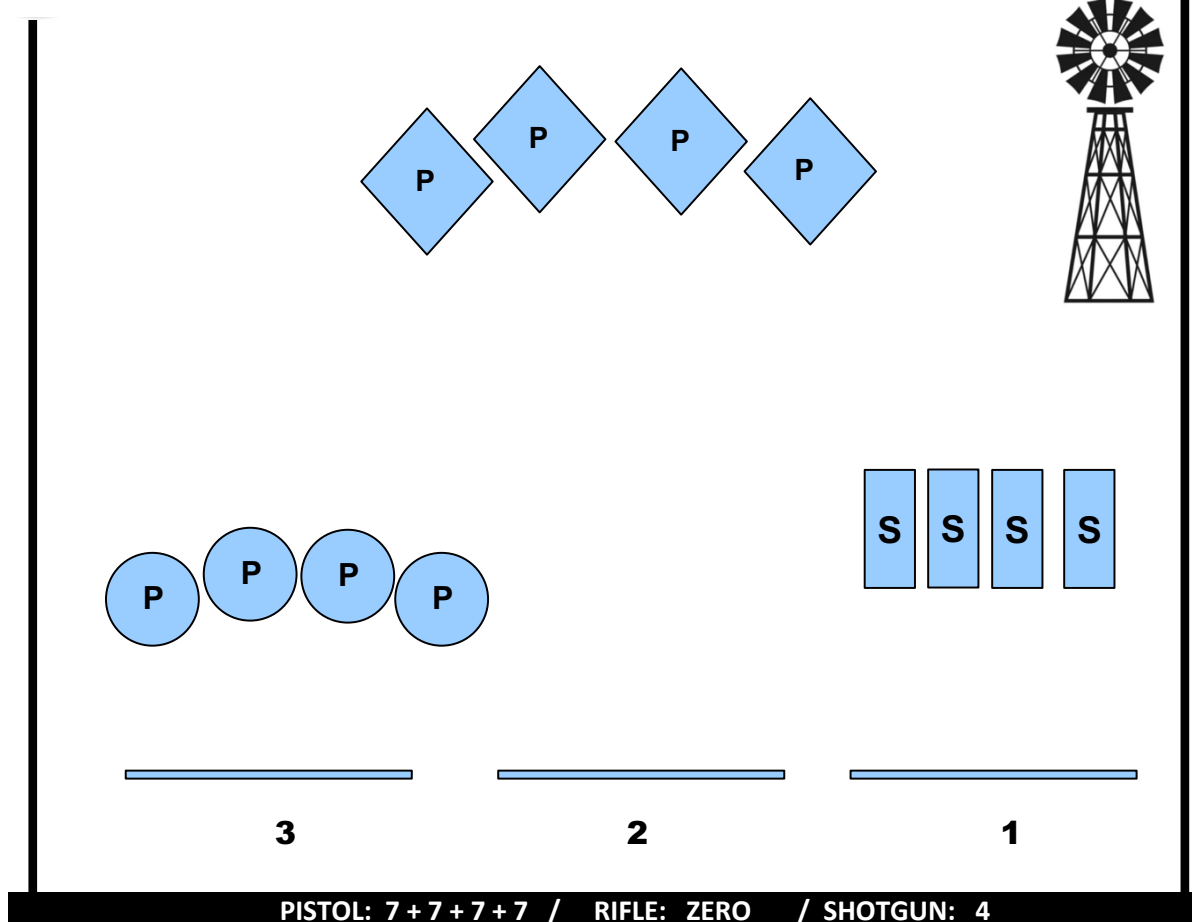 P P P P
S S S S
P P P P
3 2 1
PISTOL: 7 + 7 + 7 + 7 / RIFLE: ZERO / SHOTGUN: 4